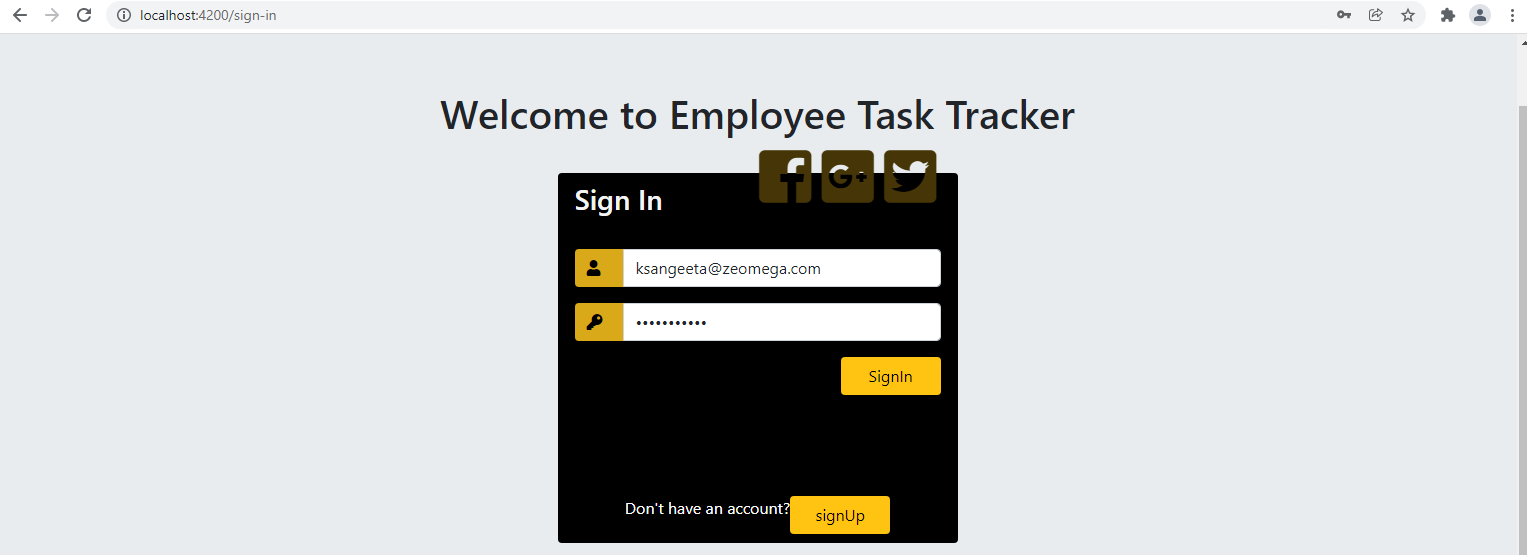 localhost:4200/sign-in
Welcome to Employee Task Tracker
Sign In
ksangeeta@zeomega.com
•••••••••••
SignIn
Don't have an account?
signUp